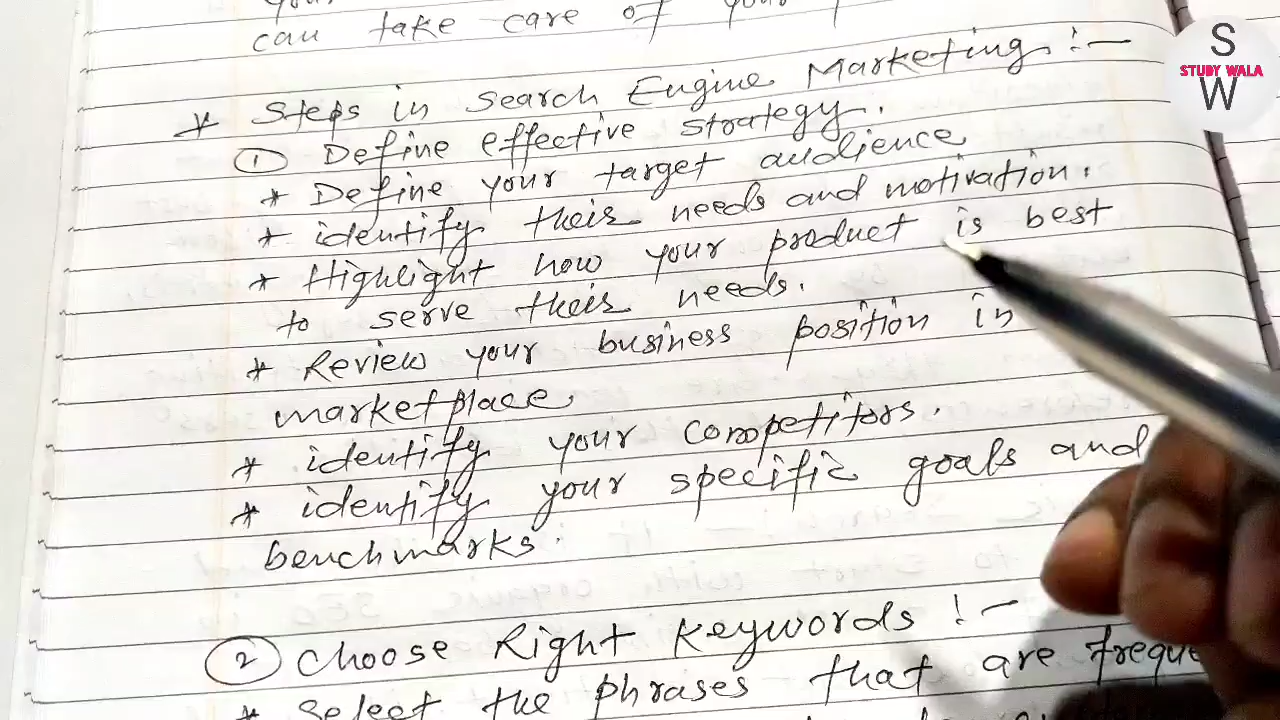 can take care of your
* Steps in Search Engine Marketing :-
① Define effective strategy.
* Define your target audience
* identify their needs and motivation.
* Highlight how your product is best
to serve their needs.
* Review your business position in
marketplace
* identify your competitors.
* identify your specific goals and
benchmarks.
② Choose Right Keywords :-
* Select the phrases that are freque
S
STUDY WALA
W